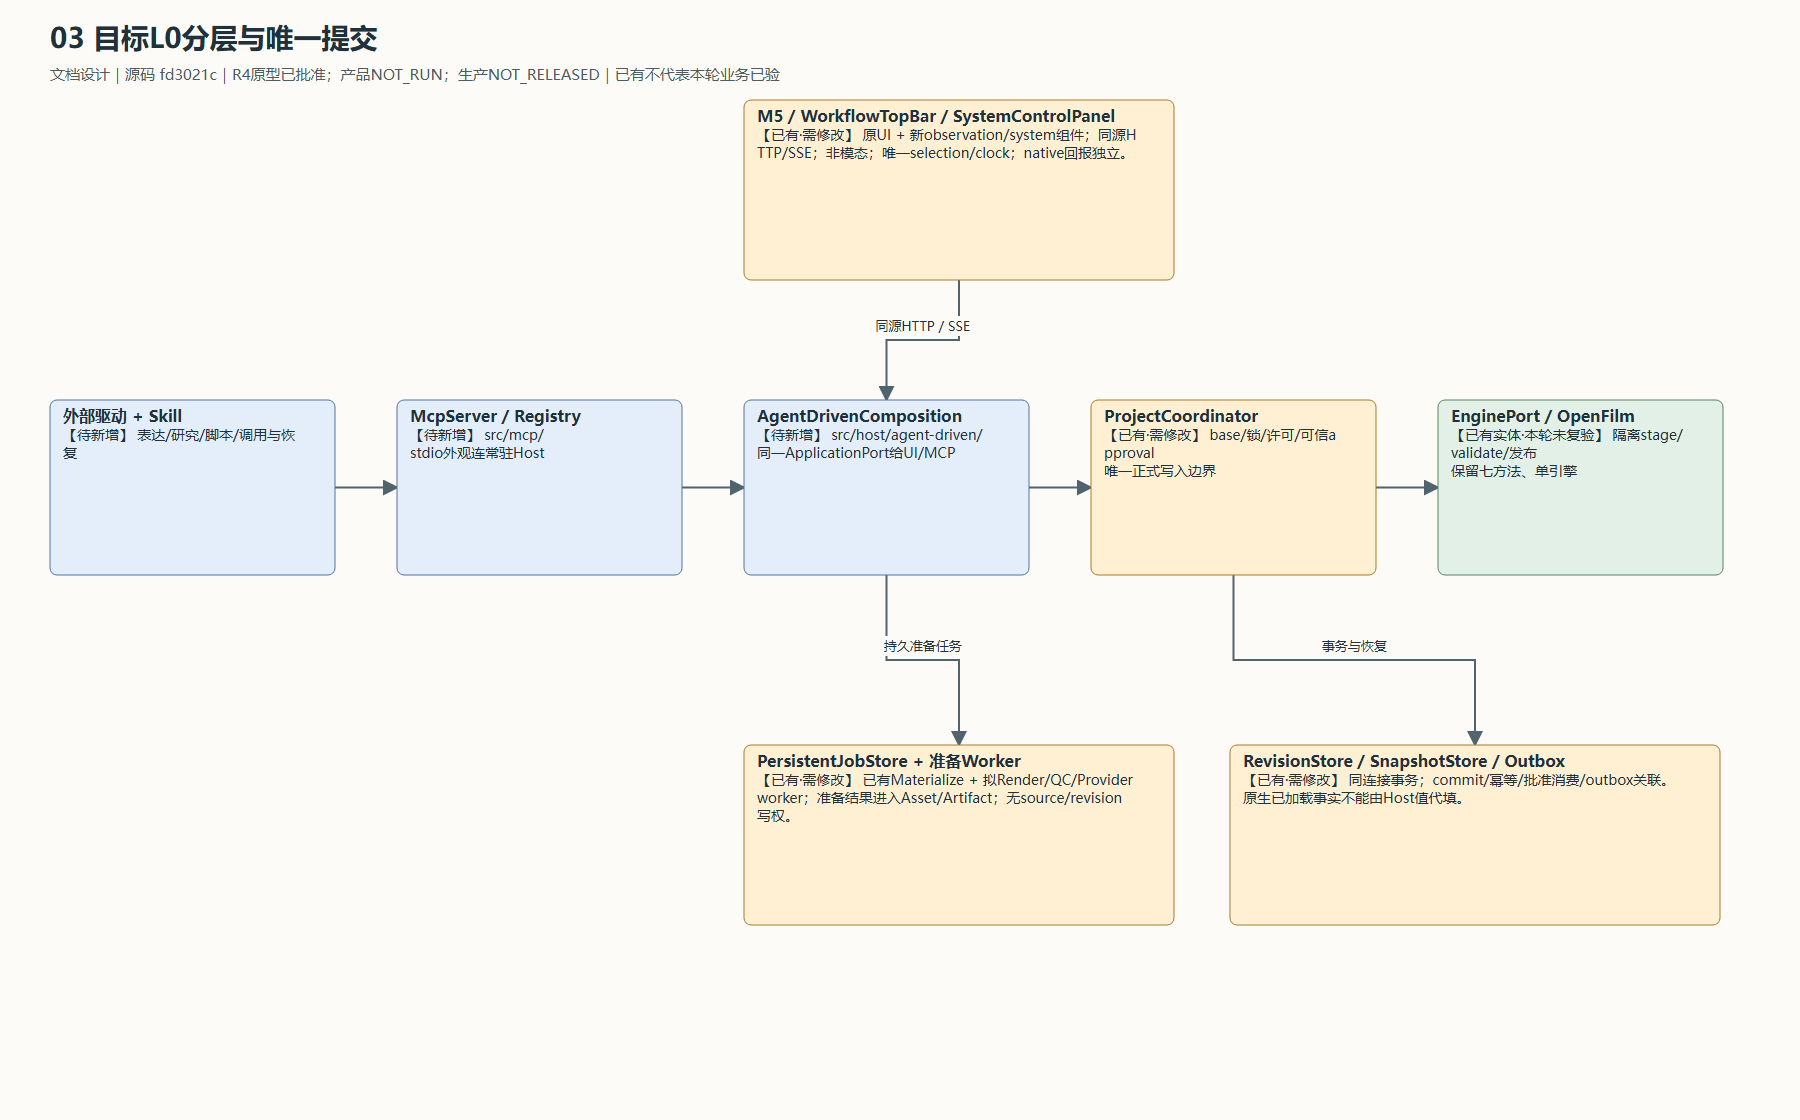 03 目标L0分层与唯一提交
文档设计 | 源码 fd3021c | R4原型已批准；产品NOT_RUN；生产NOT_RELEASED | 已有不代表本轮业务已验
M5 / WorkflowTopBar / SystemControlPanel
【已有·需修改】 原UI + 新observation/system组件；同源H
TTP/SSE；非模态；唯一selection/clock；native回报独立。
同源HTTP / SSE
外部驱动 + Skill
【待新增】 表达/研究/脚本/调用与恢
复
McpServer / Registry
【待新增】 src/mcp/
stdio外观连常驻Host
AgentDrivenComposition
【待新增】 src/host/agent-driven/
同一ApplicationPort给UI/MCP
ProjectCoordinator
【已有·需修改】 base/锁/许可/可信a
pproval
唯一正式写入边界
EnginePort / OpenFilm
【已有实体·本轮未复验】 隔离stage/
validate/发布
保留七方法、单引擎
持久准备任务
事务与恢复
PersistentJobStore + 准备Worker
【已有·需修改】 已有Materialize + 拟Render/QC/Provider
worker；准备结果进入Asset/Artifact；无source/revision
写权。
RevisionStore / SnapshotStore / Outbox
【已有·需修改】 同连接事务；commit/幂等/批准消费/outbox关联。
原生已加载事实不能由Host值代填。